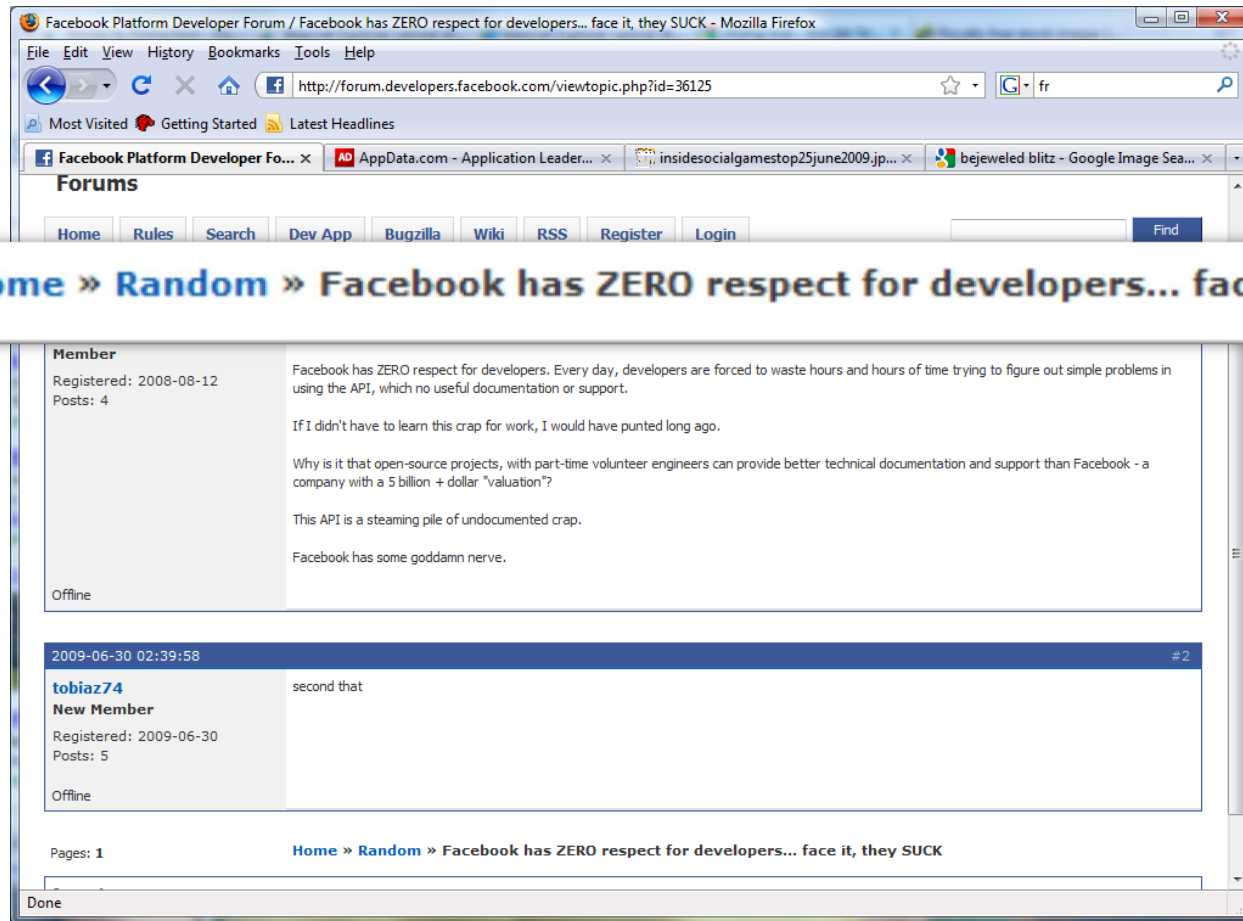 Facebook Platform Developer Forum / Facebook has ZERO respect for developers... face it, they SUCK - Mozilla Firefox
File Edit View History Bookmarks Tools Help
http://forum.developers.facebook.com/viewtopic.php?id=36125
G fr
Most Visited Getting Started Latest Headlines
Facebook Platform Developer Fo... AD AppData.com - Application Leader... insidesocialgamestop25june2009.jp... bejeweled blitz - Google Image Sea...
Forums
Home Rules Search Dev App Bugzilla Wiki RSS Register Login Find
ome » Random » Facebook has ZERO respect for developers... fac
Member
Registered: 2008-08-12
Posts: 4
Facebook has ZERO respect for developers. Every day, developers are forced to waste hours and hours of time trying to figure out simple problems in
using the API, which no useful documentation or support.
If I didn't have to learn this crap for work, I would have punted long ago.
Why is it that open-source projects, with part-time volunteer engineers can provide better technical documentation and support than Facebook - a
company with a 5 billion + dollar "valuation"?
This API is a steaming pile of undocumented crap.
Facebook has some goddamn nerve.
Offline
2009-06-30 02:39:58 #2
tobiaz74
New Member
Registered: 2009-06-30
Posts: 5
Offline
second that
Pages: 1
Home » Random » Facebook has ZERO respect for developers... face it, they SUCK
Done